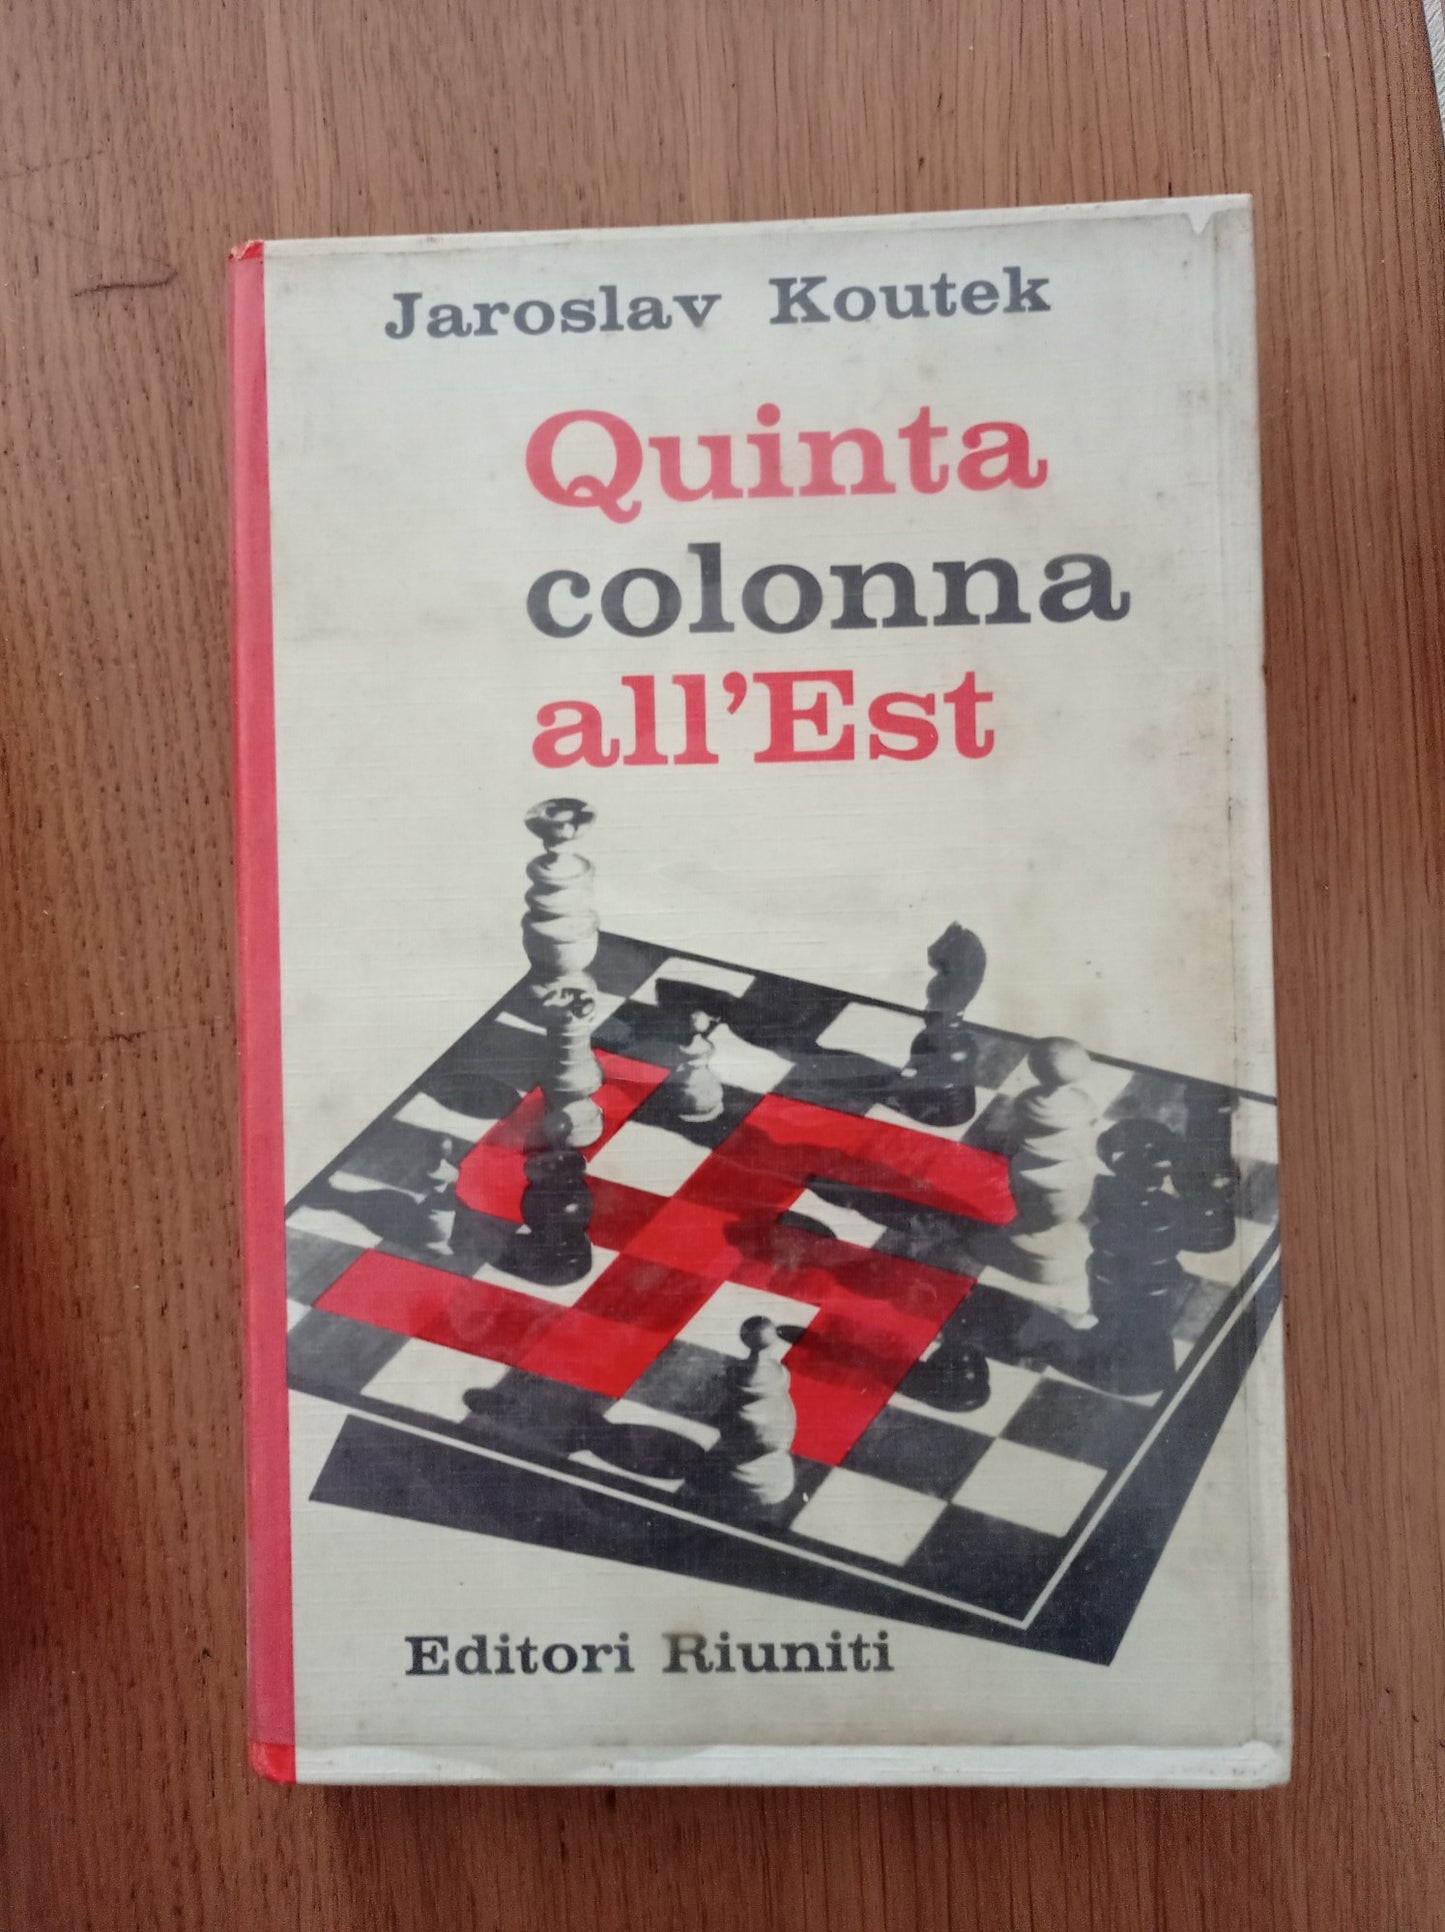 Jaroslav Koutek
Quinta
colonna
all'Est
Editori Riuniti